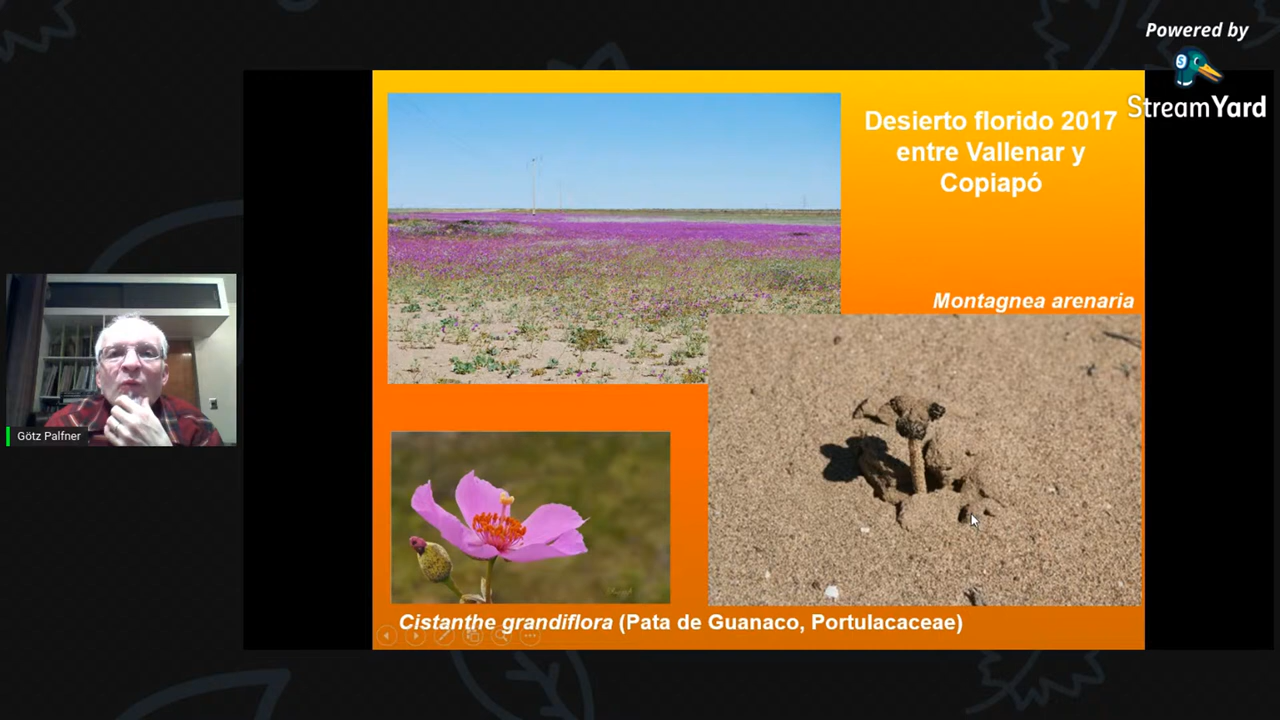 Powered by
StreamYard
Desierto florido 2017
entre Vallenar y
Copiapó
Montagnea arenaria
Götz Palfner
Cistanthe grandiflora (Pata de Guanaco, Portulacaceae)